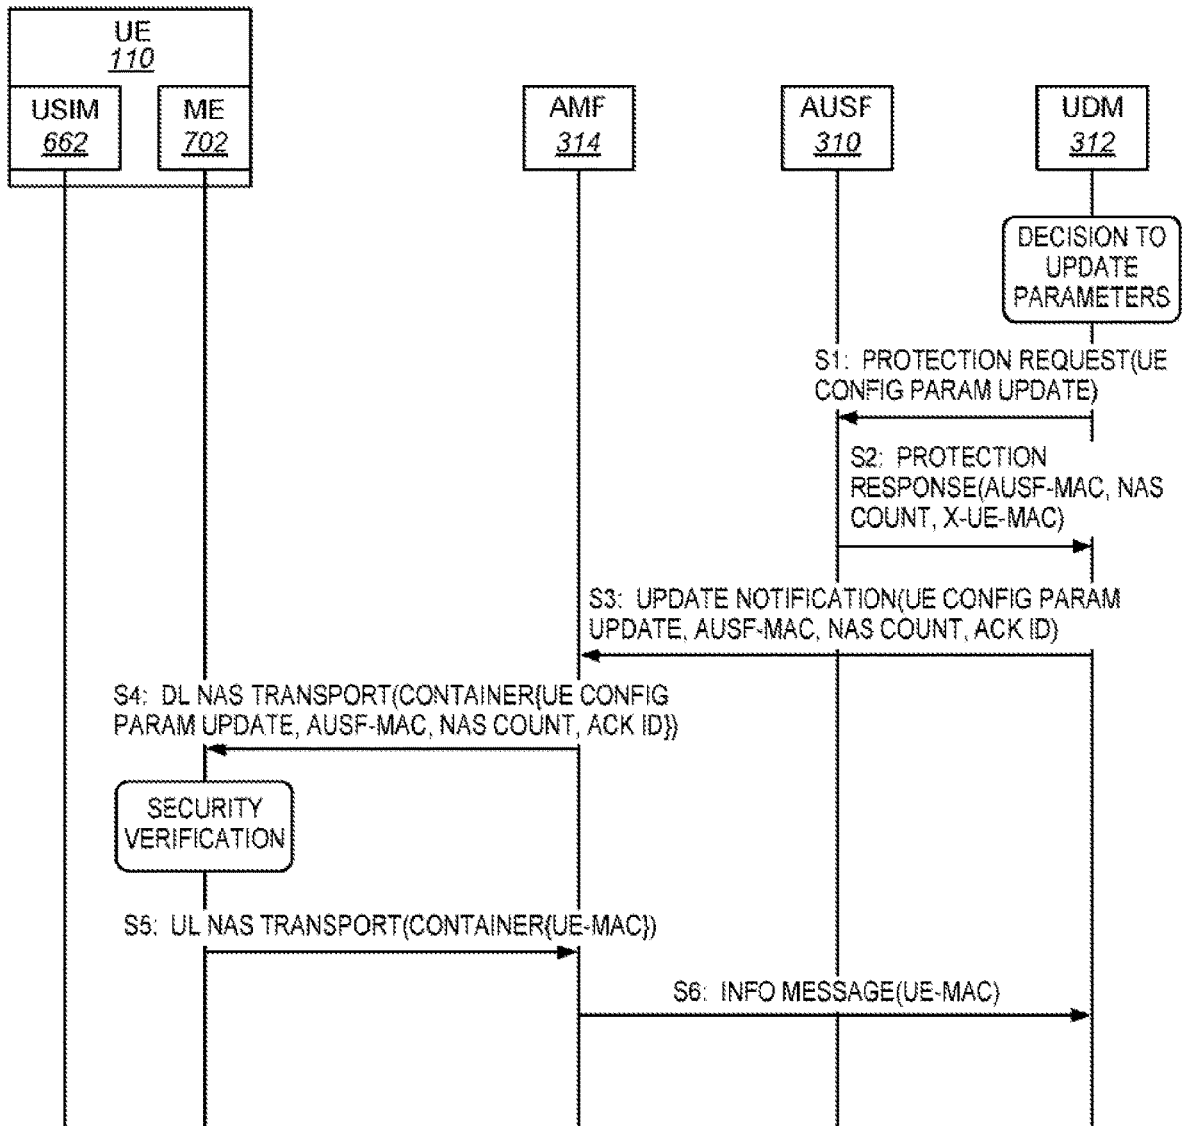 UE
110
USIM
662
ME
702
AMF
314
AUSF
310
UDM
312
DECISION TO
UPDATE
PARAMETERS
S1: PROTECTION REQUEST(UE
CONFIG PARAM UPDATE)
S2: PROTECTION
RESPONSE(AUSF-MAC, NAS
COUNT, X-UE-MAC)
S3: UPDATE NOTIFICATION(UE CONFIG PARAM
UPDATE, AUSF-MAC, NAS COUNT, ACK ID)
S4: DL NAS TRANSPORT(CONTAINER{UE CONFIG
PARAM UPDATE, AUSF-MAC, NAS COUNT, ACK ID})
SECURITY
VERIFICATION
S5: UL NAS TRANSPORT(CONTAINER{UE-MAC})
S6: INFO MESSAGE(UE-MAC)